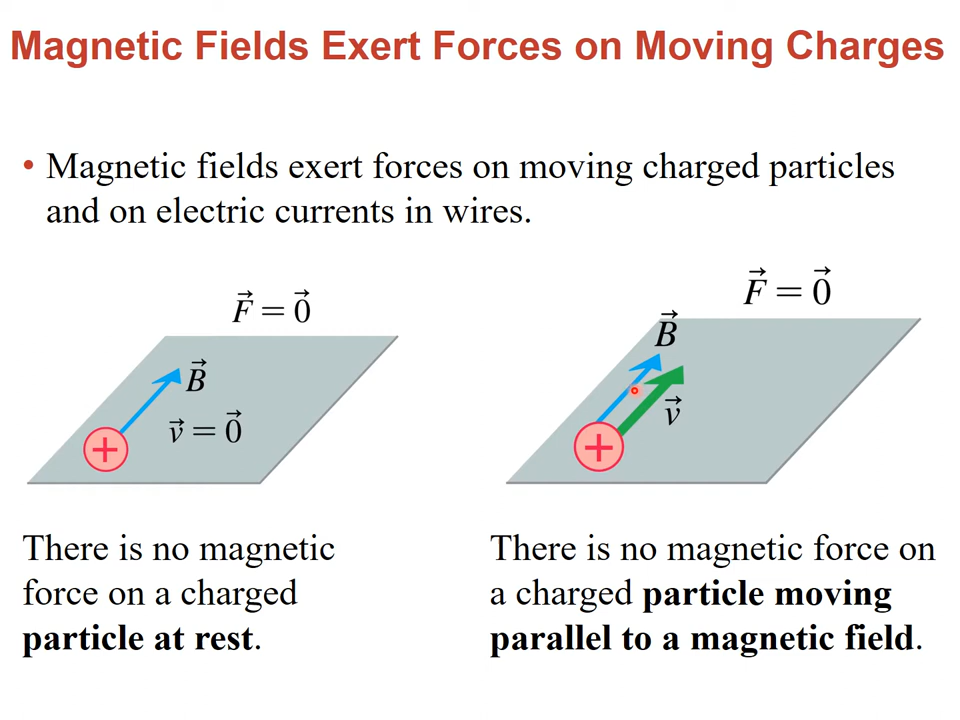 Magnetic Fields Exert Forces on Moving Charges
• Magnetic fields exert forces on moving charged particles
and on electric currents in wires.
F⃗ = 0⃗
B⃗
v⃗ = 0⃗
+
There is no magnetic
force on a charged
particle at rest.
F⃗ = 0⃗
B⃗
v⃗
+
There is no magnetic force on
a charged particle moving
parallel to a magnetic field.